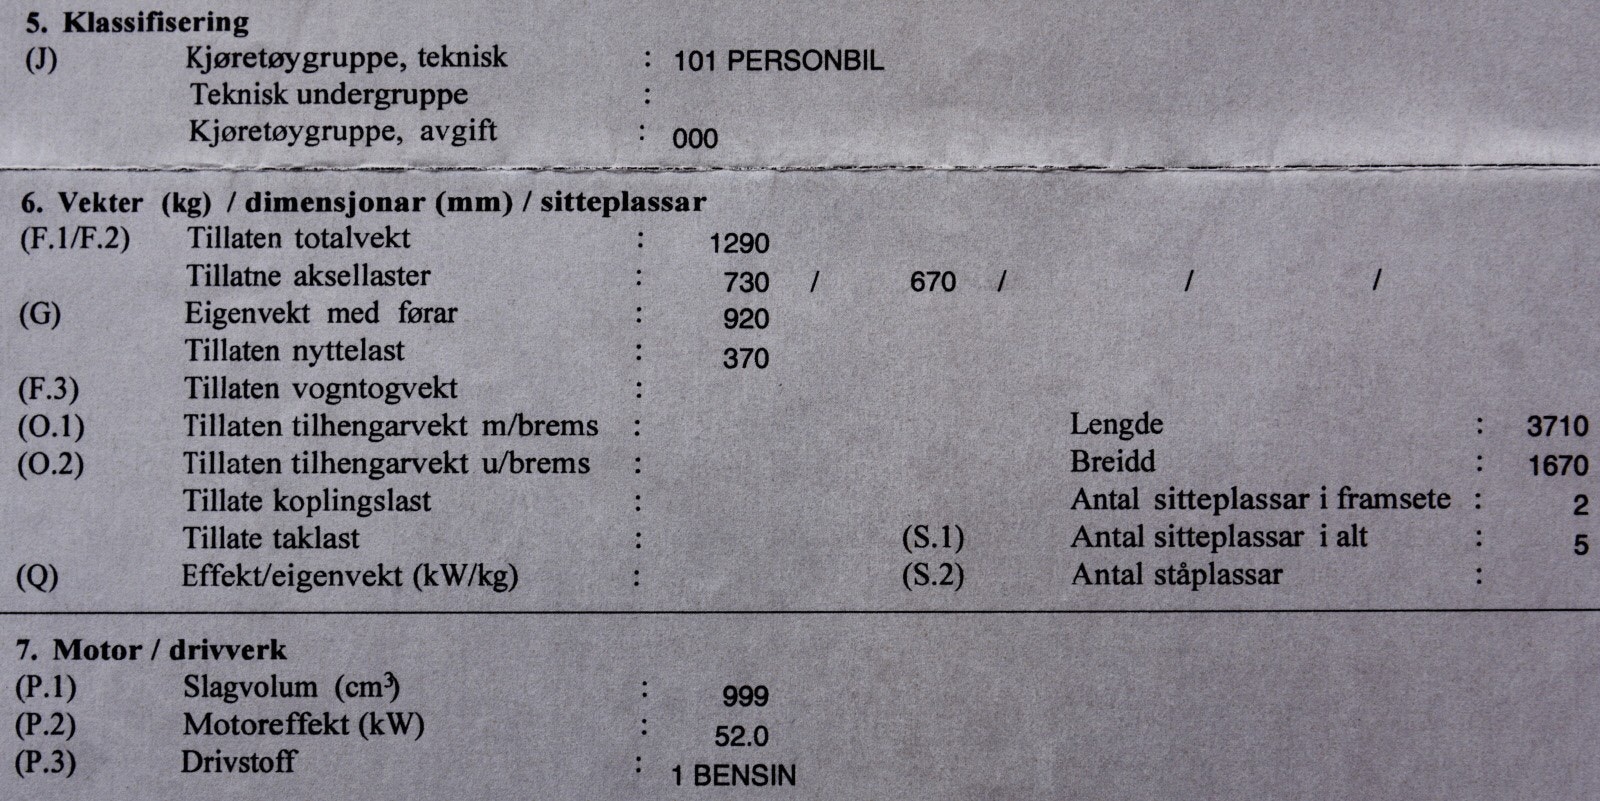 5. Klassifisering
(J) Kjøretøygruppe, teknisk : 101 PERSONBIL
Teknisk undergruppe :
Kjøretøygruppe, avgift : 000
6. Vekter (kg) / dimensjonar (mm) / sitteplassar
(F.1/F.2) Tillaten totalvekt : 1290
Tillatne aksellaster : 730 / 670 / / /
(G) Eigenvekt med førar : 920
Tillaten nyttelast : 370
(F.3) Tillaten vogntogvekt :
(O.1) Tillaten tilhengarvekt m/brems : Lengde : 3710
(O.2) Tillaten tilhengarvekt u/brems : Breidd : 1670
Tillate koplingslast : Antal sitteplassar i framsete : 2
Tillate taklast : (S.1) Antal sitteplassar i alt : 5
(Q) Effekt/eigenvekt (kW/kg) : (S.2) Antal ståplassar :
7. Motor / drivverk
(P.1) Slagvolum (cm³) : 999
(P.2) Motoreffekt (kW) : 52.0
(P.3) Drivstoff : 1 BENSIN